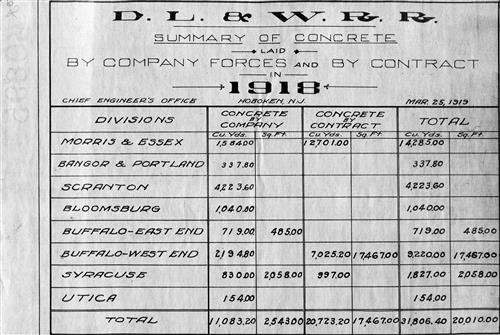 D. L. & W. R. R.
SUMMARY OF CONCRETE
LAID
BY COMPANY FORCES AND BY CONTRACT
IN
1918
CHIEF ENGINEER'S OFFICE HOBOKEN, N.J. MAR. 25, 1919
DIVISIONS CONCRETE BY COMPANY CONCRETE BY CONTRACT TOTAL
Cu. Yds. Sq. Ft. Cu. Yds. Sq. Ft. Cu. Yds. Sq. Ft.
MORRIS & ESSEX 1,584.00 12701.00 14,285.00
BANGOR & PORTLAND 337.80 337.80
SCRANTON 4,223.60 4,223.60
BLOOMSBURG 1,040.00 1,040.00
BUFFALO-EAST END 719.00 485.00 719.00 485.00
BUFFALO-WEST END 2,194.80 7,025.20 17,467.00 9,220.00 17,467.00
SYRACUSE 830.00 2,058.00 997.00 1,827.00 2,058.00
UTICA 154.00 154.00
TOTAL 11,083.20 2,543.00 20,723.20 17,467.00 31,806.40 20,010.00